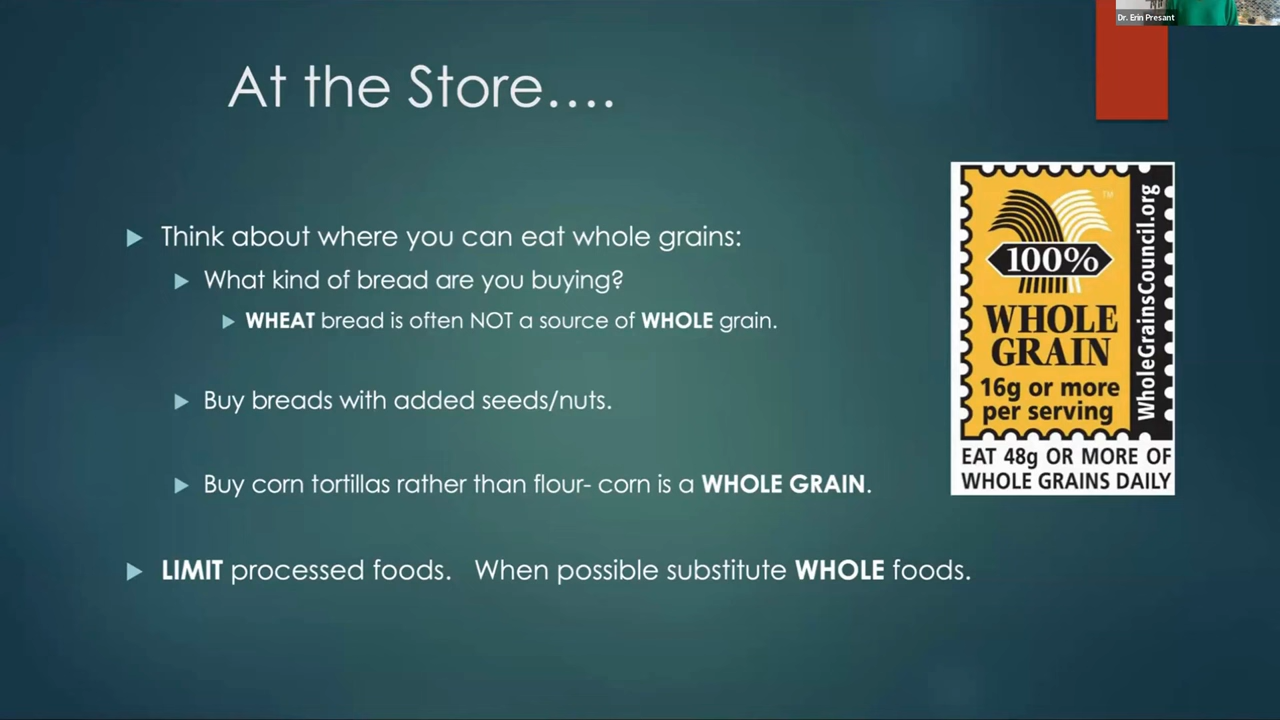 Dr. Erin Presant
At the Store....
Think about where you can eat whole grains:
What kind of bread are you buying?
WHEAT bread is often NOT a source of WHOLE grain.
Buy breads with added seeds/nuts.
Buy corn tortillas rather than flour- corn is a WHOLE GRAIN.
LIMIT processed foods. When possible substitute WHOLE foods.
TM
100%
WHOLE
GRAIN
16g or more
per serving
WholeGrainsCouncil.org
EAT 48g OR MORE OF
WHOLE GRAINS DAILY